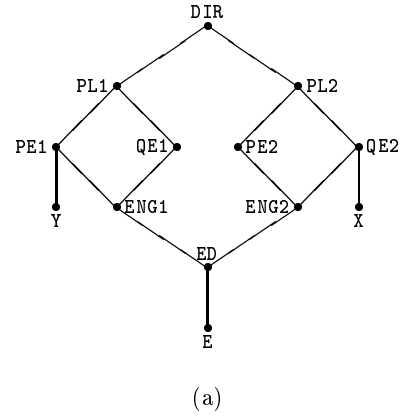 DIR
PL1 PL2
PE1 QE1 PE2 QE2
Y ENG1 ENG2 X
ED
E
(a)